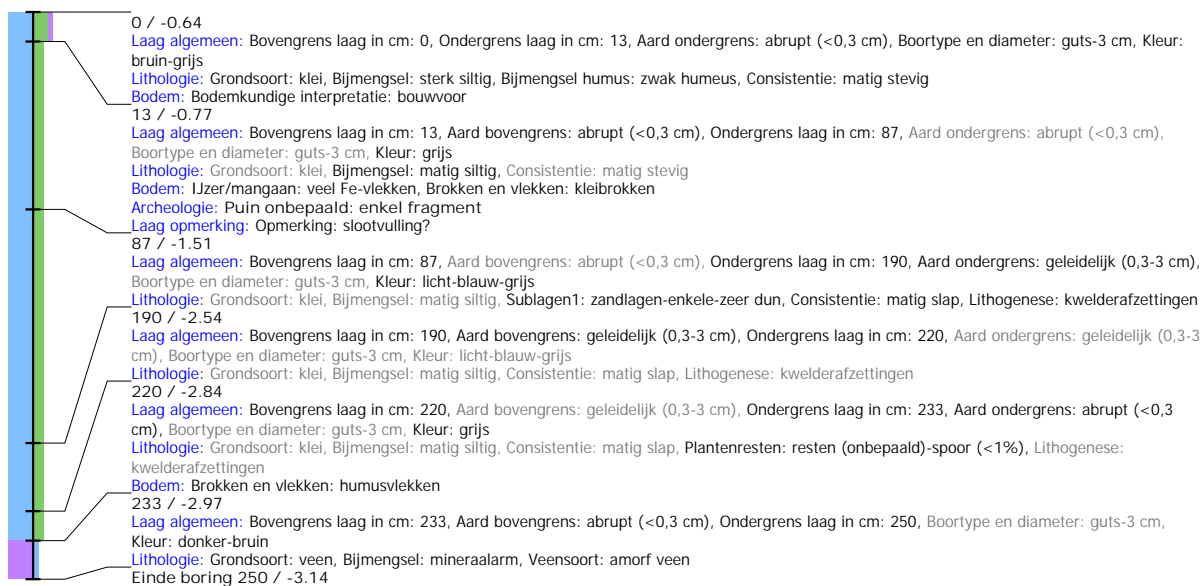 0 / -0.64
Laag algemeen: Bovengrens laag in cm: 0, Ondergrens laag in cm: 13, Aard ondergrens: abrupt (<0,3 cm), Boortype en diameter: guts-3 cm, Kleur:
bruin-grijs
Lithologie: Grondsoort: klei, Bijmengsel: sterk siltig, Bijmengsel humus: zwak humeus, Consistentie: matig stevig
Bodem: Bodemkundige interpretatie: bouwvoor
13 / -0.77
Laag algemeen: Bovengrens laag in cm: 13, Aard bovengrens: abrupt (<0,3 cm), Ondergrens laag in cm: 87, Aard ondergrens: abrupt (<0,3 cm),
Boortype en diameter: guts-3 cm, Kleur: grijs
Lithologie: Grondsoort: klei, Bijmengsel: matig siltig, Consistentie: matig stevig
Bodem: IJzer/mangaan: veel Fe-vlekken, Brokken en vlekken: kleibrokken
Archeologie: Puin onbepaald: enkel fragment
Laag opmerking: Opmerking: slootvulling?
87 / -1.51
Laag algemeen: Bovengrens laag in cm: 87, Aard bovengrens: abrupt (<0,3 cm), Ondergrens laag in cm: 190, Aard ondergrens: geleidelijk (0,3-3 cm),
Boortype en diameter: guts-3 cm, Kleur: licht-blauw-grijs
Lithologie: Grondsoort: klei, Bijmengsel: matig siltig, Sublagen1: zandlagen-enkele-zeer dun, Consistentie: matig slap, Lithogenese: kwelderafzettingen
190 / -2.54
Laag algemeen: Bovengrens laag in cm: 190, Aard bovengrens: geleidelijk (0,3-3 cm), Ondergrens laag in cm: 220, Aard ondergrens: geleidelijk (0,3-3
cm), Boortype en diameter: guts-3 cm, Kleur: licht-blauw-grijs
Lithologie: Grondsoort: klei, Bijmengsel: matig siltig, Consistentie: matig slap, Lithogenese: kwelderafzettingen
220 / -2.84
Laag algemeen: Bovengrens laag in cm: 220, Aard bovengrens: geleidelijk (0,3-3 cm), Ondergrens laag in cm: 233, Aard ondergrens: abrupt (<0,3
cm), Boortype en diameter: guts-3 cm, Kleur: grijs
Lithologie: Grondsoort: klei, Bijmengsel: matig siltig, Consistentie: matig slap, Plantenresten: resten (onbepaald)-spoor (<1%), Lithogenese:
kwelderafzettingen
Bodem: Brokken en vlekken: humusvlekken
233 / -2.97
Laag algemeen: Bovengrens laag in cm: 233, Aard bovengrens: abrupt (<0,3 cm), Ondergrens laag in cm: 250, Boortype en diameter: guts-3 cm,
Kleur: donker-bruin
Lithologie: Grondsoort: veen, Bijmengsel: mineraalarm, Veensoort: amorf veen
Einde boring 250 / -3.14